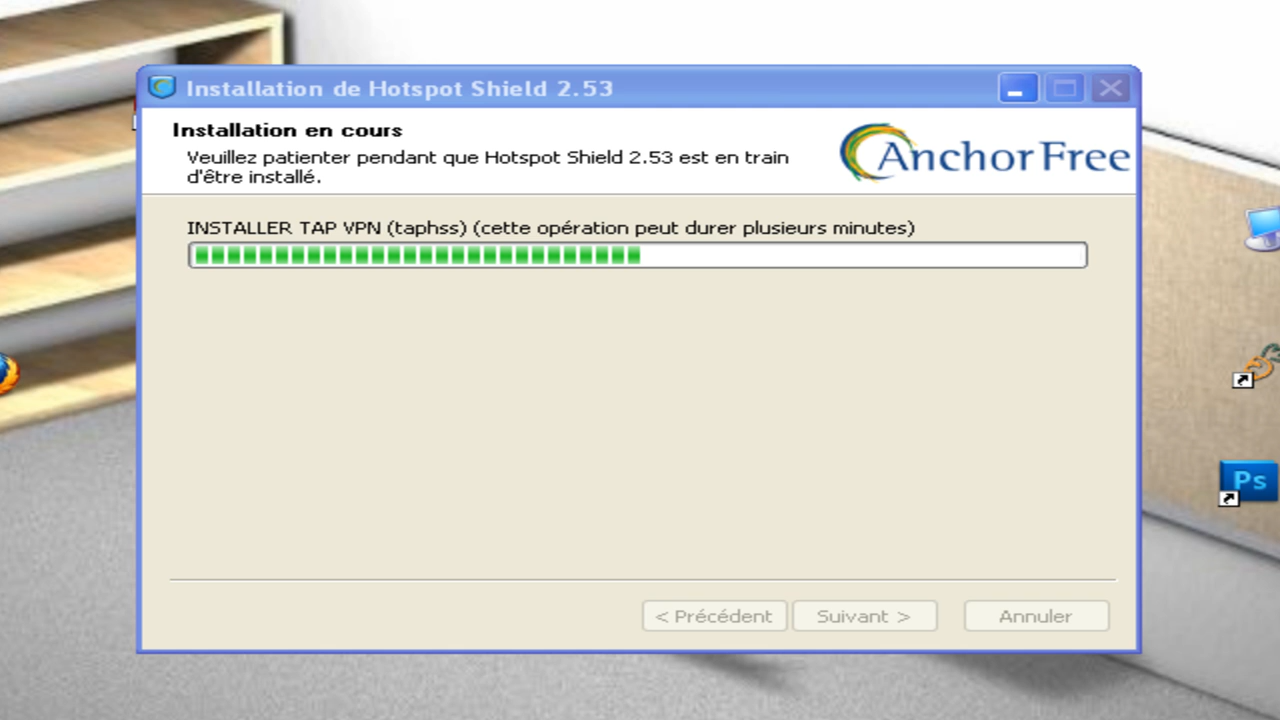 Installation de Hotspot Shield 2.53
Installation en cours
Veuillez patienter pendant que Hotspot Shield 2.53 est en train
d'être installé.
AnchorFree
INSTALLER TAP VPN (taphss) (cette opération peut durer plusieurs minutes)
< Précédent
Suivant >
Annuler
Ps